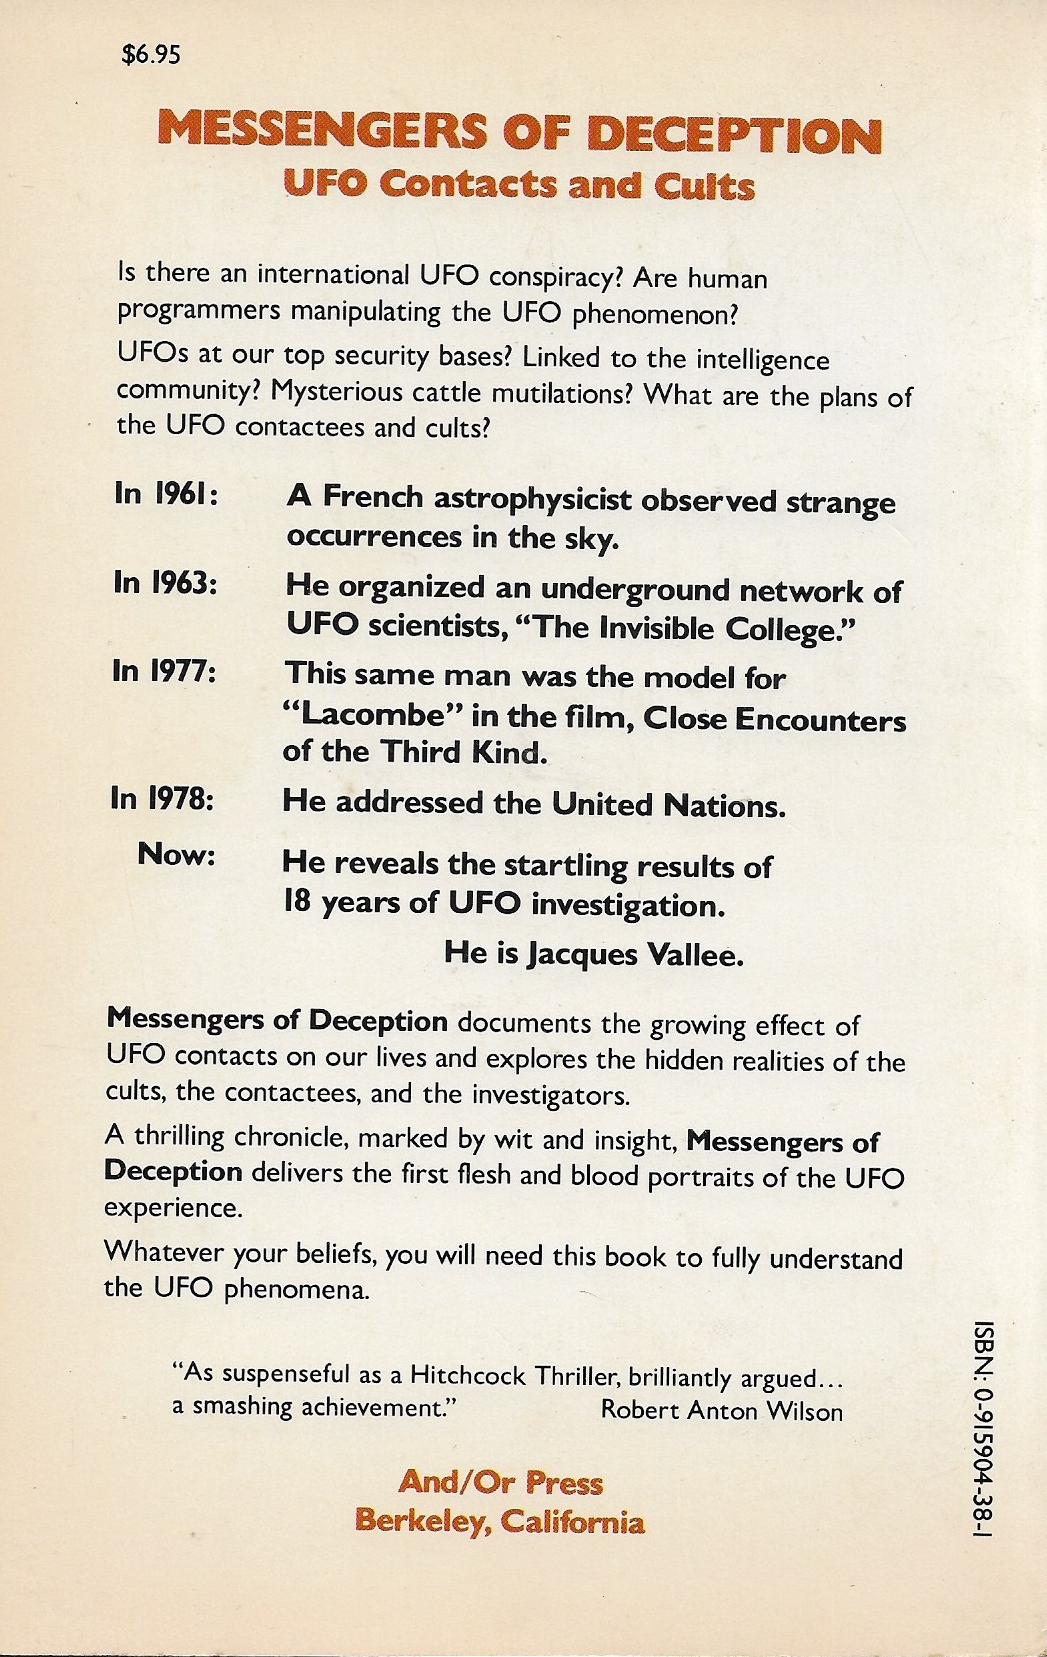 $6.95
MESSENGERS OF DECEPTION
UFO Contacts and Cults
Is there an international UFO conspiracy? Are human
programmers manipulating the UFO phenomenon?
UFOs at our top security bases? Linked to the intelligence
community? Mysterious cattle mutilations? What are the plans of
the UFO contactees and cults?
In 1961: A French astrophysicist observed strange
occurrences in the sky.
In 1963: He organized an underground network of
UFO scientists, “The Invisible College.”
In 1977: This same man was the model for
“Lacombe” in the film, Close Encounters
of the Third Kind.
In 1978: He addressed the United Nations.
Now: He reveals the startling results of
18 years of UFO investigation.
He is Jacques Vallee.
Messengers of Deception documents the growing effect of
UFO contacts on our lives and explores the hidden realities of the
cults, the contactees, and the investigators.
A thrilling chronicle, marked by wit and insight, Messengers of
Deception delivers the first flesh and blood portraits of the UFO
experience.
Whatever your beliefs, you will need this book to fully understand
the UFO phenomena.
“As suspenseful as a Hitchcock Thriller, brilliantly argued...
a smashing achievement.” Robert Anton Wilson
And/Or Press
Berkeley, California
ISBN: 0-915904-38-1